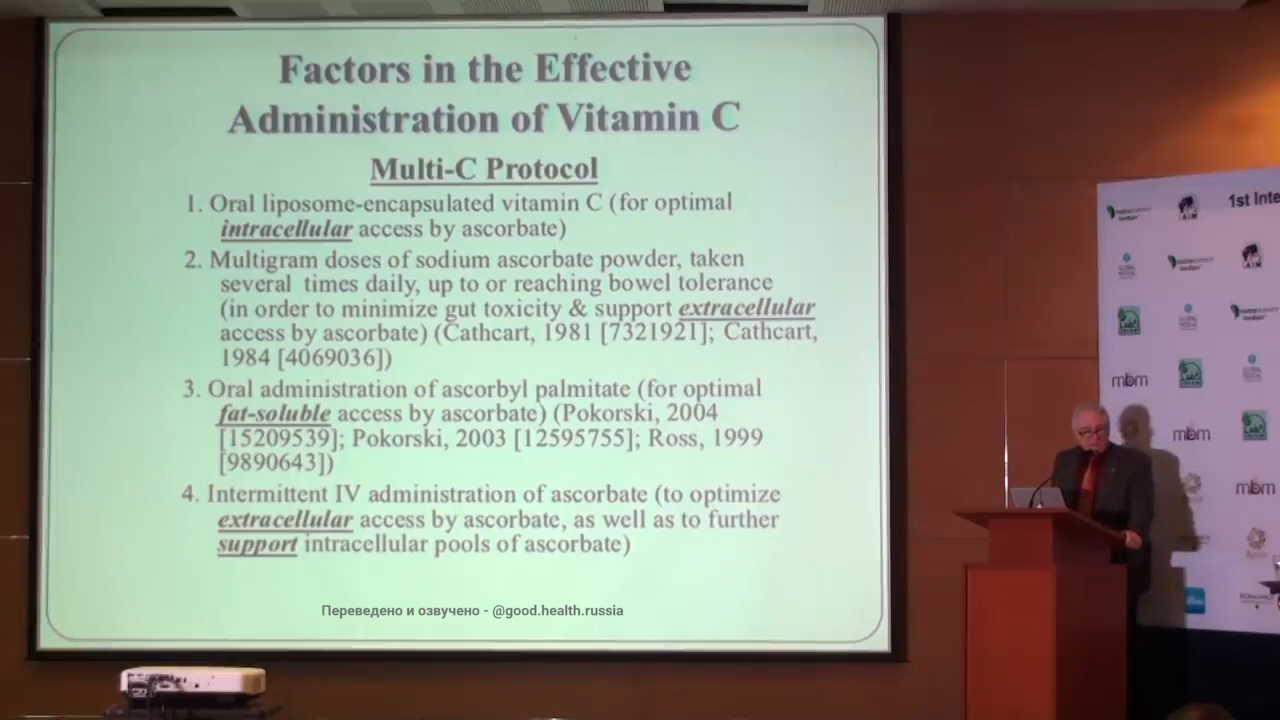 Factors in the Effective
Administration of Vitamin C
Multi-C Protocol
1. Oral liposome-encapsulated vitamin C (for optimal
intracellular access by ascorbate)
2. Multigram doses of sodium ascorbate powder, taken
several times daily, up to or reaching bowel tolerance
(in order to minimize gut toxicity & support extracellular
access by ascorbate) (Cathcart, 1981 [7321921]; Cathcart,
1984 [4069036])
3. Oral administration of ascorbyl palmitate (for optimal
fat-soluble access by ascorbate) (Pokorski, 2004
[15209539]; Pokorski, 2003 [12595755]; Ross, 1999
[9890643])
4. Intermittent IV administration of ascorbate (to optimize
extracellular access by ascorbate, as well as to further
support intracellular pools of ascorbate)
Переведено и озвучено - @good.health.russia
1st Inte
mbm
mbm
mbm